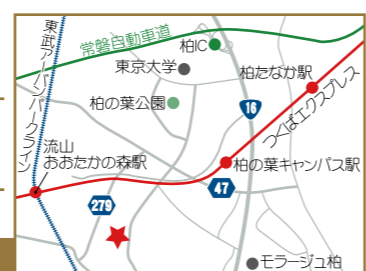 常磐自動車道
柏IC
東京大学
柏たなか駅
柏の葉公園
16
つくばエクスプレス
東武アーバンパークライン
流山
おおたかの森駅
柏の葉キャンパス駅
47
279
モラージュ柏